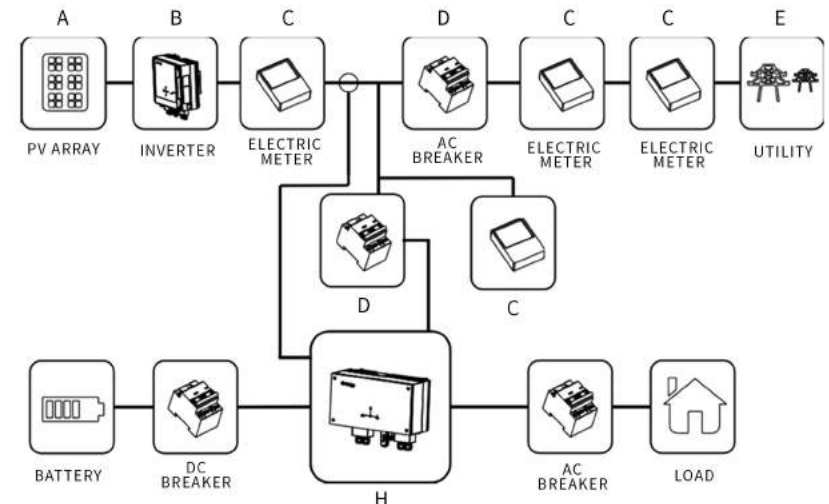 A B C D C C E
PV ARRAY
INVERTER
ELECTRIC
METER
AC
BREAKER
ELECTRIC
METER
ELECTRIC
METER
UTILITY
D
C
BATTERY
DC
BREAKER
H
AC
BREAKER
LOAD